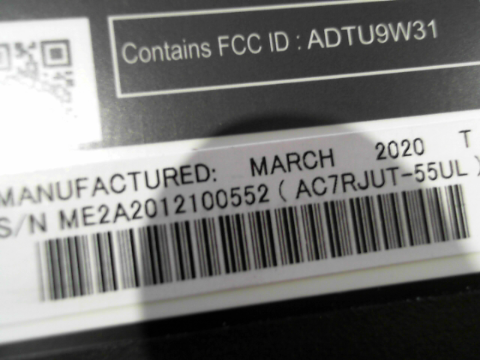 Contains FCC ID : ADTU9W31
MANUFACTURED: MARCH 2020 T
S/N ME2A2012100552 ( AC7RJUT-55UL )